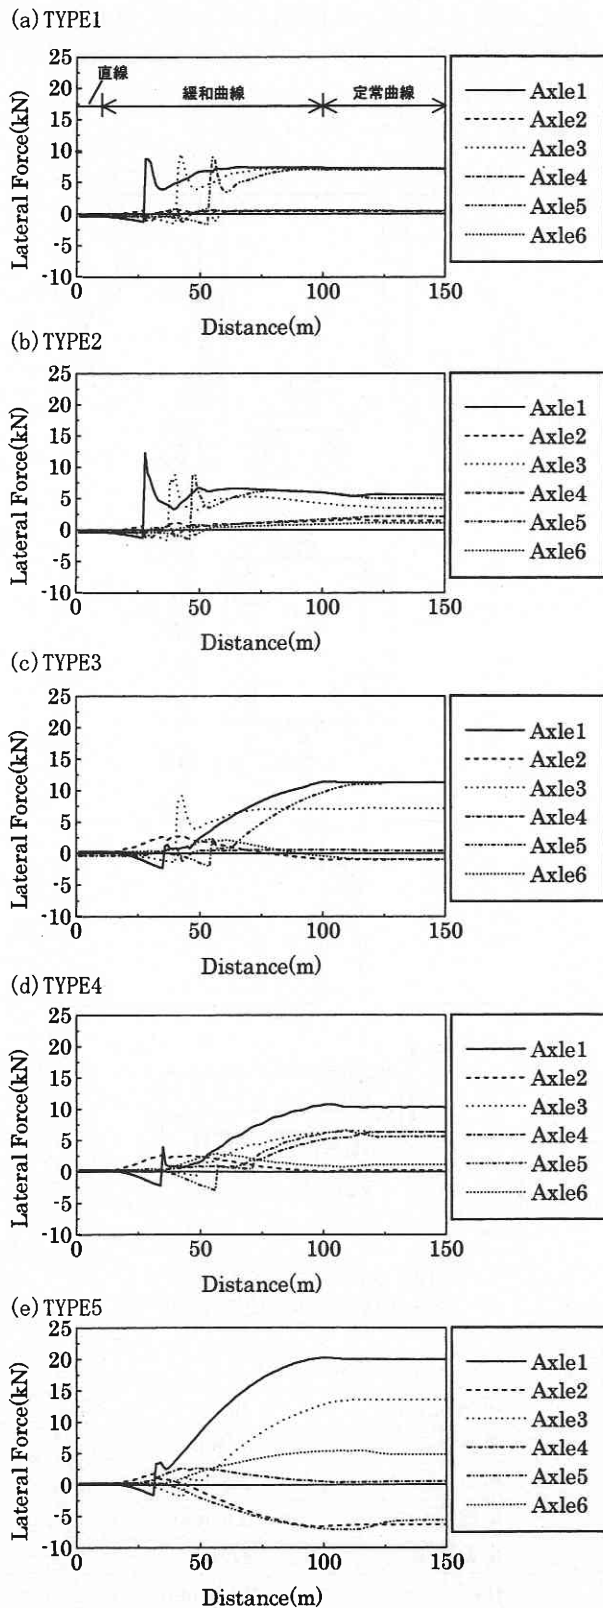 (a) TYPE1
25
20
15
10
5
0
-5
-10
Lateral Force(kN)
直線
緩和曲線
定常曲線
0
50
100
150
Distance(m)
Axle1
Axle2
Axle3
Axle4
Axle5
Axle6
(b) TYPE2
25
20
15
10
5
0
-5
-10
Lateral Force(kN)
0
50
100
150
Distance(m)
Axle1
Axle2
Axle3
Axle4
Axle5
Axle6
(c) TYPE3
25
20
15
10
5
0
-5
-10
Lateral Force(kN)
0
50
100
150
Distance(m)
Axle1
Axle2
Axle3
Axle4
Axle5
Axle6
(d) TYPE4
25
20
15
10
5
0
-5
-10
Lateral Force(kN)
0
50
100
150
Distance(m)
Axle1
Axle2
Axle3
Axle4
Axle5
Axle6
(e) TYPE5
25
20
15
10
5
0
-5
-10
Lateral Force(kN)
0
50
100
150
Distance(m)
Axle1
Axle2
Axle3
Axle4
Axle5
Axle6